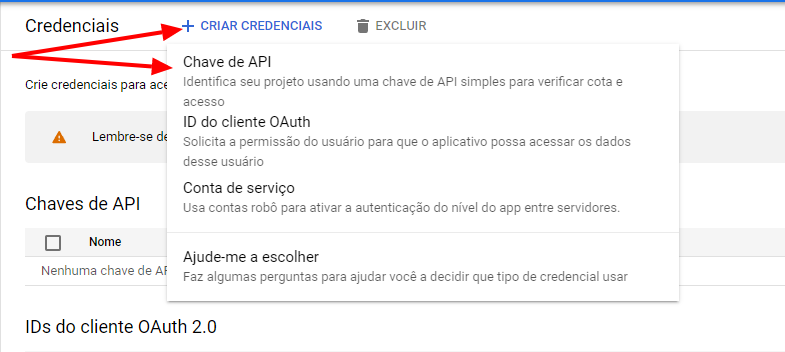 Credenciais
CRIAR CREDENCIAIS
EXCLUIR
Chave de API
Identifica seu projeto usando uma chave de API simples para verificar cota e
acesso
Crie credenciais para
ID do cliente OAuth
Solicita a permissão do usuário para que o aplicativo possa acessar os dados
desse usuário
Lembre-se de
Conta de serviço
Usa contas robô para ativar a autenticação do nível do app entre servidores.
Chaves de API
Nome
Ajude-me a escolher
Faz algumas perguntas para ajudar você a decidir que tipo de credencial usar
Nenhuma chave de
IDs do cliente OAuth 2.0